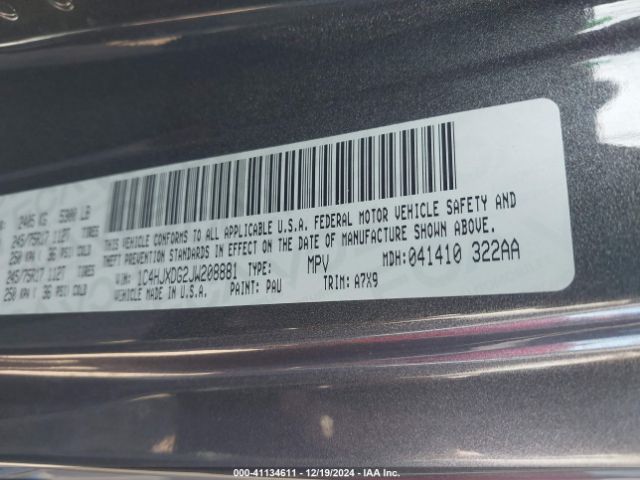 2405 KG 5300 LB
245/75R17 112T TIRES
250 KPA / 36 PSI COLD
245/75R17 112T TIRES
250 KPA / 36 PSI COLD
THIS VEHICLE CONFORMS TO ALL APPLICABLE U.S.A. FEDERAL MOTOR VEHICLE SAFETY AND
THEFT PREVENTION STANDARDS IN EFFECT ON THE DATE OF MANUFACTURE SHOWN ABOVE.
VIN: 1C4HJXDG2JW208881 TYPE: MPV MDH: 041410 322AA
VEHICLE MADE IN U.S.A. PAINT: PAU TRIM: A7X9
© 41134611 - 12/19/2024 - IAA Inc.